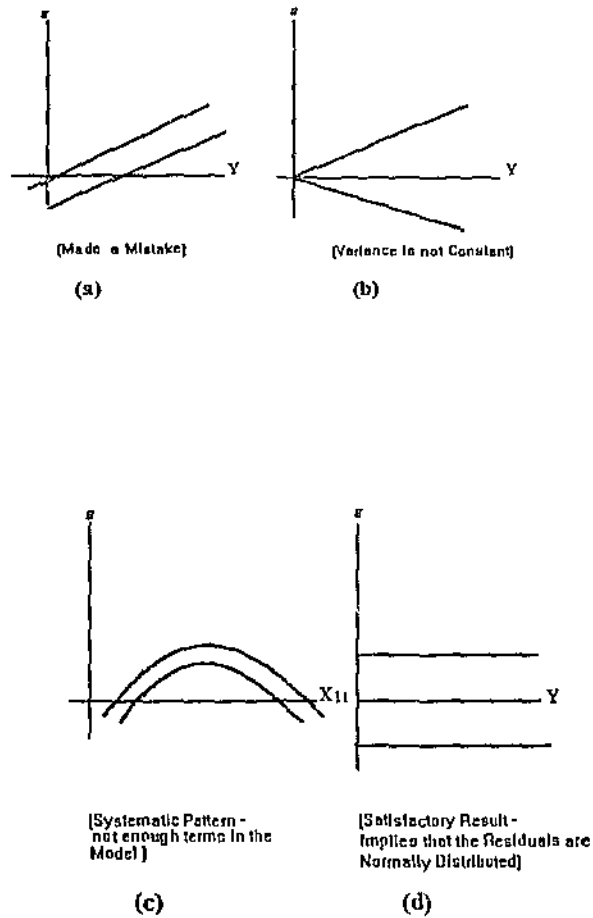 e e
Y Y
[Made a Mistake] [Variance is not Constant]
(a) (b)
e e
X11 Y
[Systematic Pattern -
not enough terms in the
Model]
[Satisfactory Result -
Implies that the Residuals are
Normally Distributed]
(c) (d)